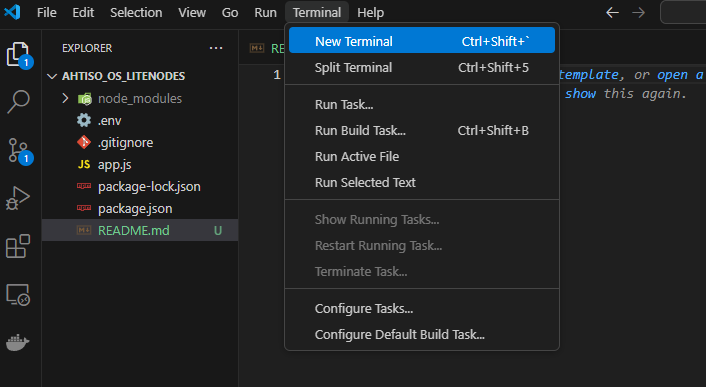 File Edit Selection View Go Run Terminal Help
EXPLORER
AHTISO_OS_LITENODES
node_modules
.env
.gitignore
JS app.js
package-lock.json
package.json
README.md U
1
1
RE
1
template, or open a
show this again.
New Terminal Ctrl+Shift+`
Split Terminal Ctrl+Shift+5
Run Task...
Run Build Task... Ctrl+Shift+B
Run Active File
Run Selected Text
Show Running Tasks...
Restart Running Task...
Terminate Task...
Configure Tasks...
Configure Default Build Task...